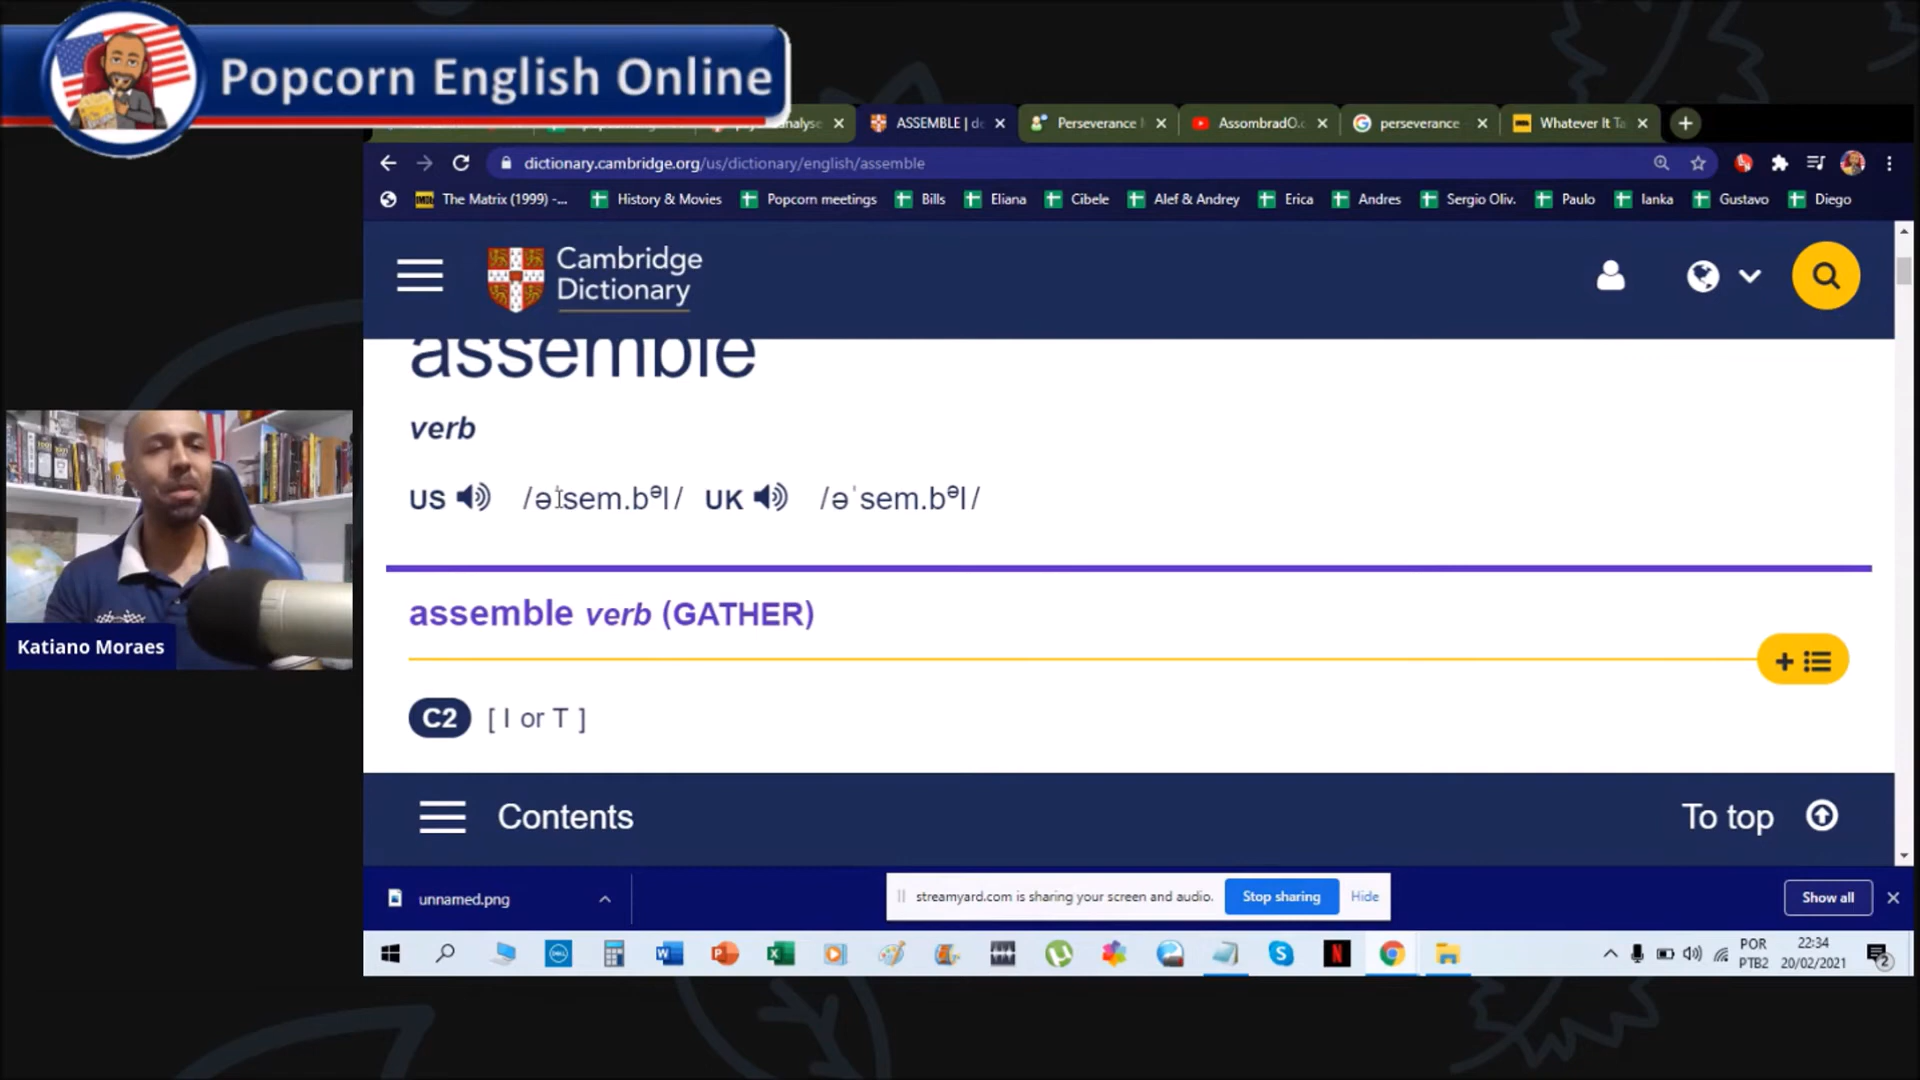 Popcorn English Online
ASSEMBLE | d
Perseverance
AssombradO.
perseverance
Whatever It Ta
dictionary.cambridge.org/us/dictionary/english/assemble
The Matrix (1999) -...
History & Movies
Popcorn meetings
Bills
Eliana
Cibele
Alef & Andrey
Erica
Andres
Sergio Oliv.
Paulo
Ianka
Gustavo
Diego
Cambridge
Dictionary
assemble
verb
US /əˈsem.bᵊl/ UK /əˈsem.bᵊl/
assemble verb (GATHER)
C2 [ I or T ]
Katiano Moraes
Contents
To top
unnamed.png
streamyard.com is sharing your screen and audio.
Stop sharing
Hide
Show all
POR
PTB2
22:34
20/02/2021
2